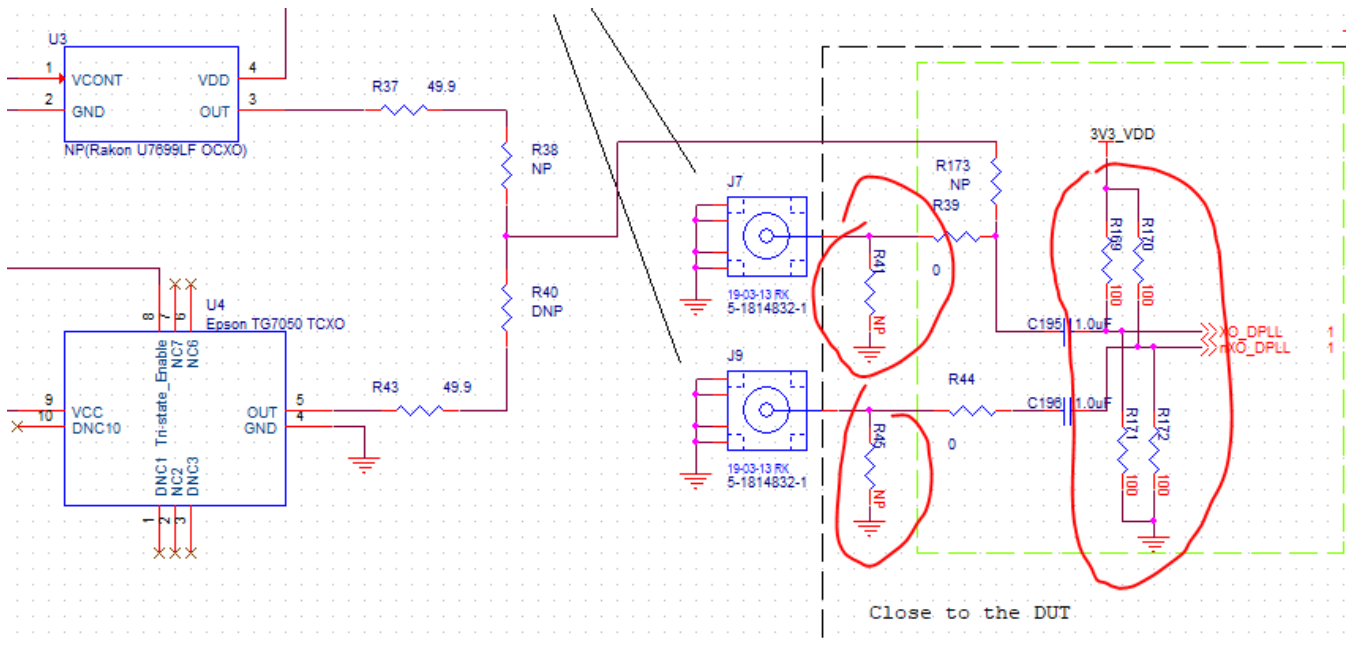 U3
1 VCONT VDD 4
2 GND OUT 3
NP(Rakon U7699LF OCXO)
R37 49.9
R38
NP
R40
DNP
R43 49.9
U4
Epson TG7050 TCXO
8 7 6
Tri-state_Enable
NC7
NC6
9 VCC OUT 5
10 DNC10 GND 4
DNC1
NC2
DNC3
1 2 3
J7
19-03-13 RK
5-1814832-1
J9
19-03-13 RK
5-1814832-1
R41
NP
R45
NP
R173
NP
R39
0
R44
0
C195 1.0uF
C196 1.0uF
3V3_VDD
R169
100
R170
100
R171
100
R172
100
XO_DPLL 1
nXO_DPLL 1
Close to the DUT